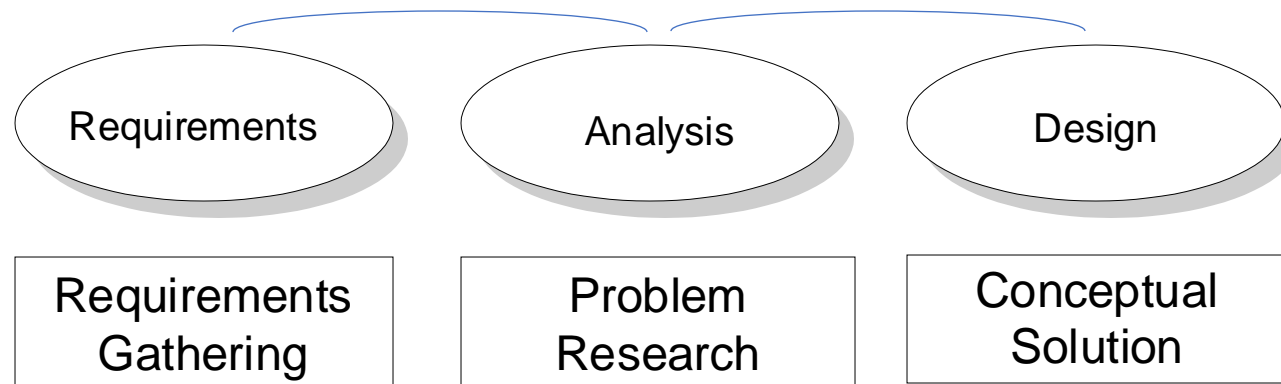 Requirements
Analysis
Design
Requirements
Gathering
Problem
Research
Conceptual
Solution